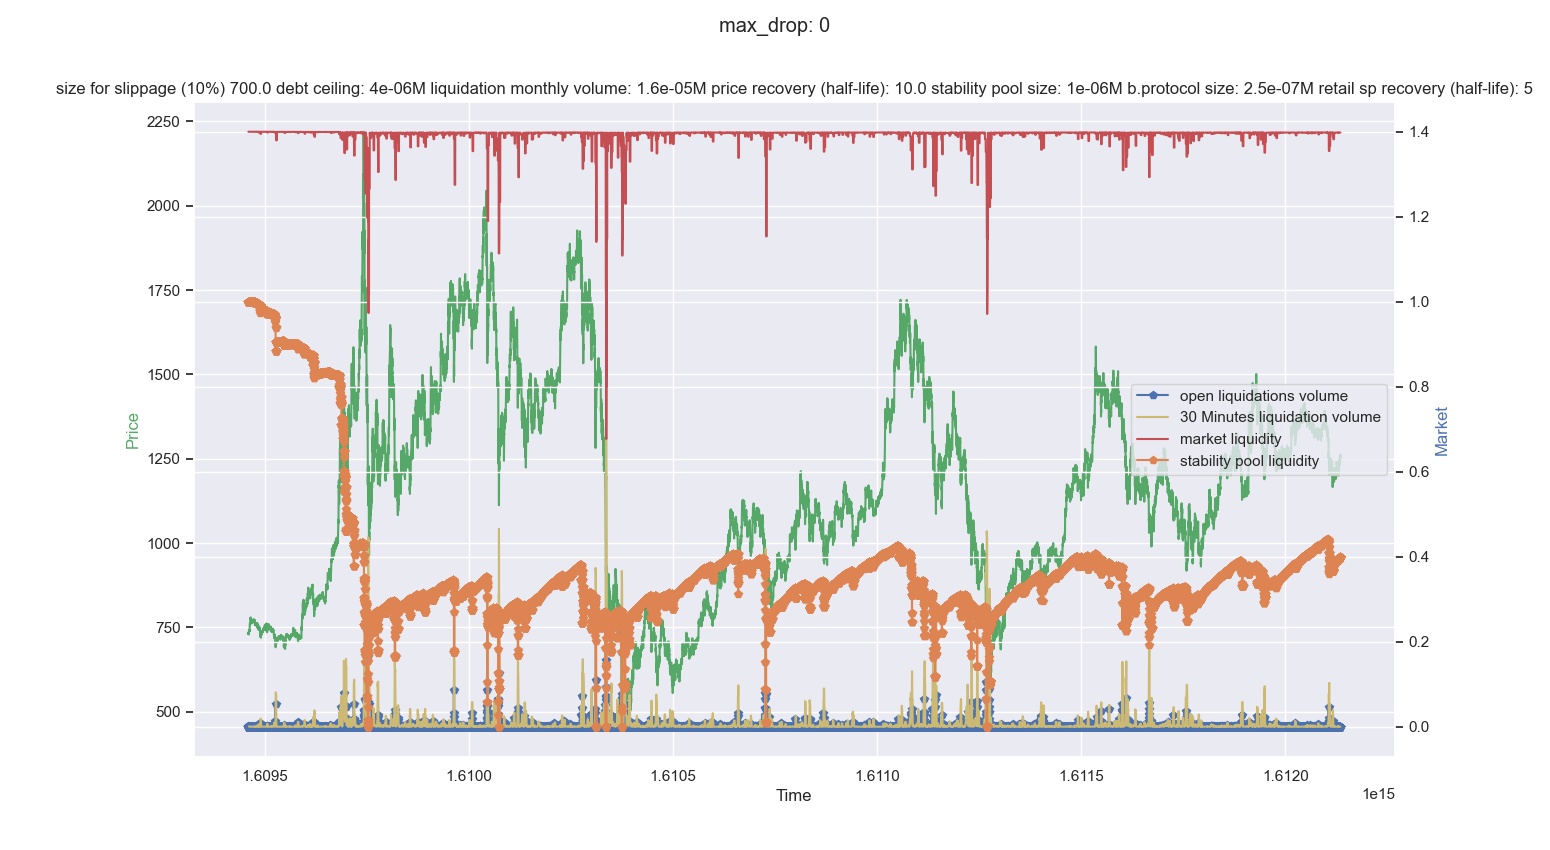 max_drop: 0
size for slippage (10%) 700.0 debt ceiling: 4e-06M liquidation monthly volume: 1.6e-05M price recovery (half-life): 10.0 stability pool size: 1e-06M b.protocol size: 2.5e-07M retail sp recovery (half-life): 5
2250
2000
1750
1500
1250
1000
750
500
Price
1.4
1.2
1.0
0.8
0.6
0.4
0.2
0.0
Market
open liquidations volume
30 Minutes liquidation volume
market liquidity
stability pool liquidity
1.6095 1.6100 1.6105 1.6110 1.6115 1.6120
1e15
Time